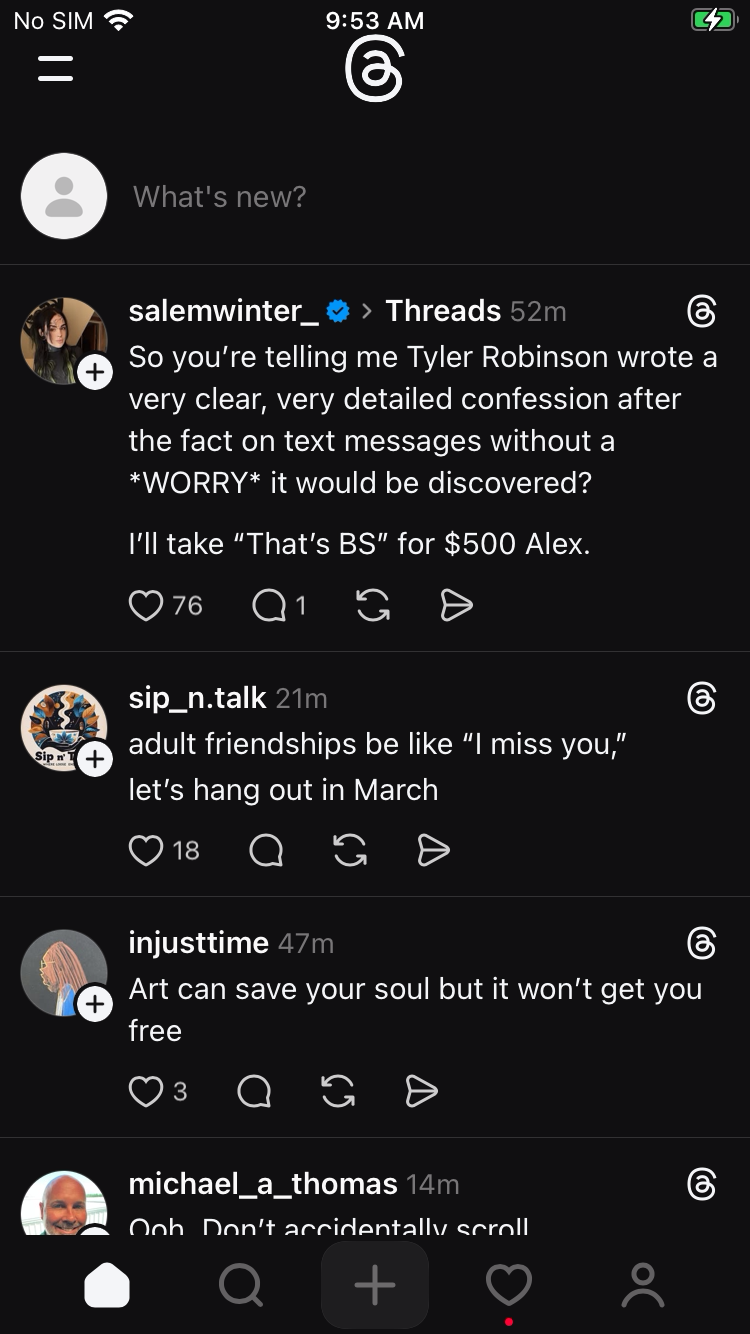 No SIM 9:53 AM
What's new?
salemwinter_ > Threads 52m
So you’re telling me Tyler Robinson wrote a
very clear, very detailed confession after
the fact on text messages without a
*WORRY* it would be discovered?
I’ll take “That’s BS” for $500 Alex.
76 1
sip_n.talk 21m
adult friendships be like “I miss you,”
let’s hang out in March
18
injusttime 47m
Art can save your soul but it won’t get you
free
3
michael_a_thomas 14m
Ooh. Don’t accidentally scroll